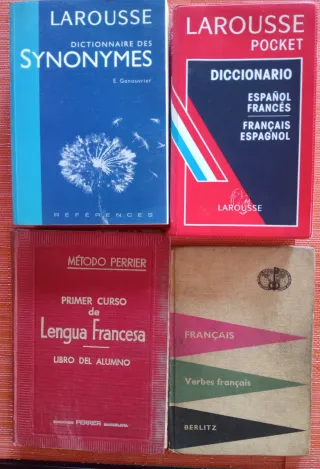 LAROUSSE
DICTIONNAIRE DES
SYNONYMES
E. Genouvrier
RÉFÉRENCES
LAROUSSE
POCKET
DICCIONARIO
ESPAÑOL
FRANCÉS
FRANÇAIS
ESPAGNOL
LAROUSSE
MÉTODO PERRIER
PRIMER CURSO
de
Lengua Francesa
LIBRO DEL ALUMNO
PERRIER
FRANÇAIS
Verbes français
BERLITZ